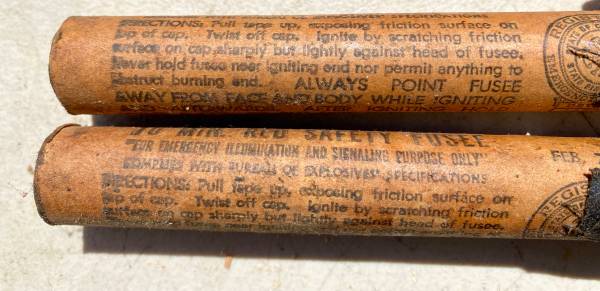 SPECIFICATIONS
DIRECTIONS: Pull tape up, exposing friction surface on
top of cap. Twist off cap. Ignite by scratching friction
surface on cap sharply but lightly against head of fusee.
Never hold fusee near igniting end nor permit anything to
obstruct burning end. ALWAYS POINT FUSEE
AWAY FROM FACE AND BODY WHILE IGNITING
AFTER IGNITING
30 MIN. RED SAFETY FUSEE
"FOR EMERGENCY ILLUMINATION AND SIGNALING PURPOSE ONLY"
COMPLIES WITH BUREAU OF EXPLOSIVES' SPECIFICATIONS
FEB.
DIRECTIONS: Pull tape up, exposing friction surface on
top of cap. Twist off cap. Ignite by scratching friction
surface on cap sharply but lightly against head of fusee.
near